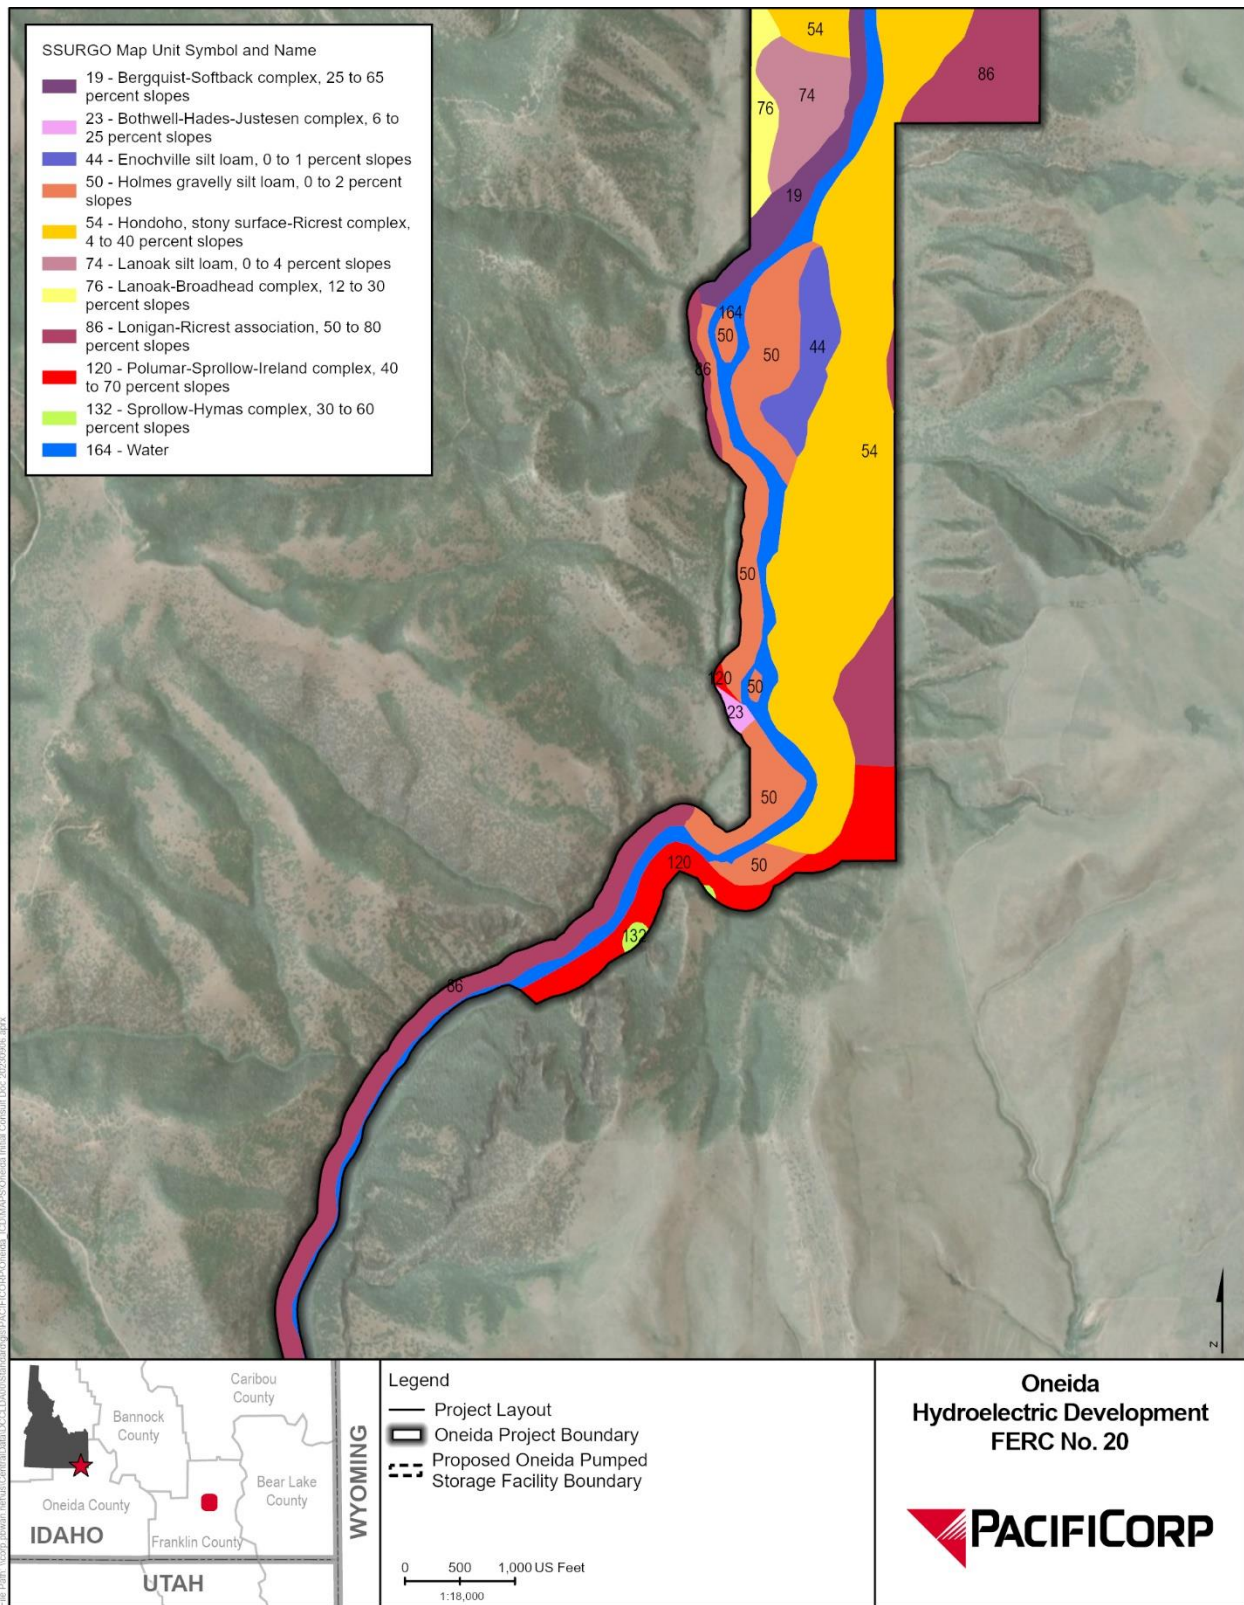 SSURGO Map Unit Symbol and Name
19 - Bergquist-Softback complex, 25 to 65
percent slopes
23 - Bothwell-Hades-Justesen complex, 6 to
25 percent slopes
44 - Enochville silt loam, 0 to 1 percent slopes
50 - Holmes gravelly silt loam, 0 to 2 percent
slopes
54 - Hondoho, stony surface-Ricrest complex,
4 to 40 percent slopes
74 - Lanoak silt loam, 0 to 4 percent slopes
76 - Lanoak-Broadhead complex, 12 to 30
percent slopes
86 - Lonigan-Ricrest association, 50 to 80
percent slopes
120 - Polumar-Sprollow-Ireland complex, 40
to 70 percent slopes
132 - Sprollow-Hymas complex, 30 to 60
percent slopes
164 - Water
54
86
74
76
19
164
50
50
44
86
54
50
120
50
23
50
120
50
132
86
Z
Caribou
County
Bannock
County
Bear Lake
County
Oneida County
Franklin County
IDAHO
UTAH
WYOMING
Legend
Project Layout
Oneida Project Boundary
Proposed Oneida Pumped
Storage Facility Boundary
0 500 1,000 US Feet
1:18,000
Oneida
Hydroelectric Development
FERC No. 20
PACIFICORP